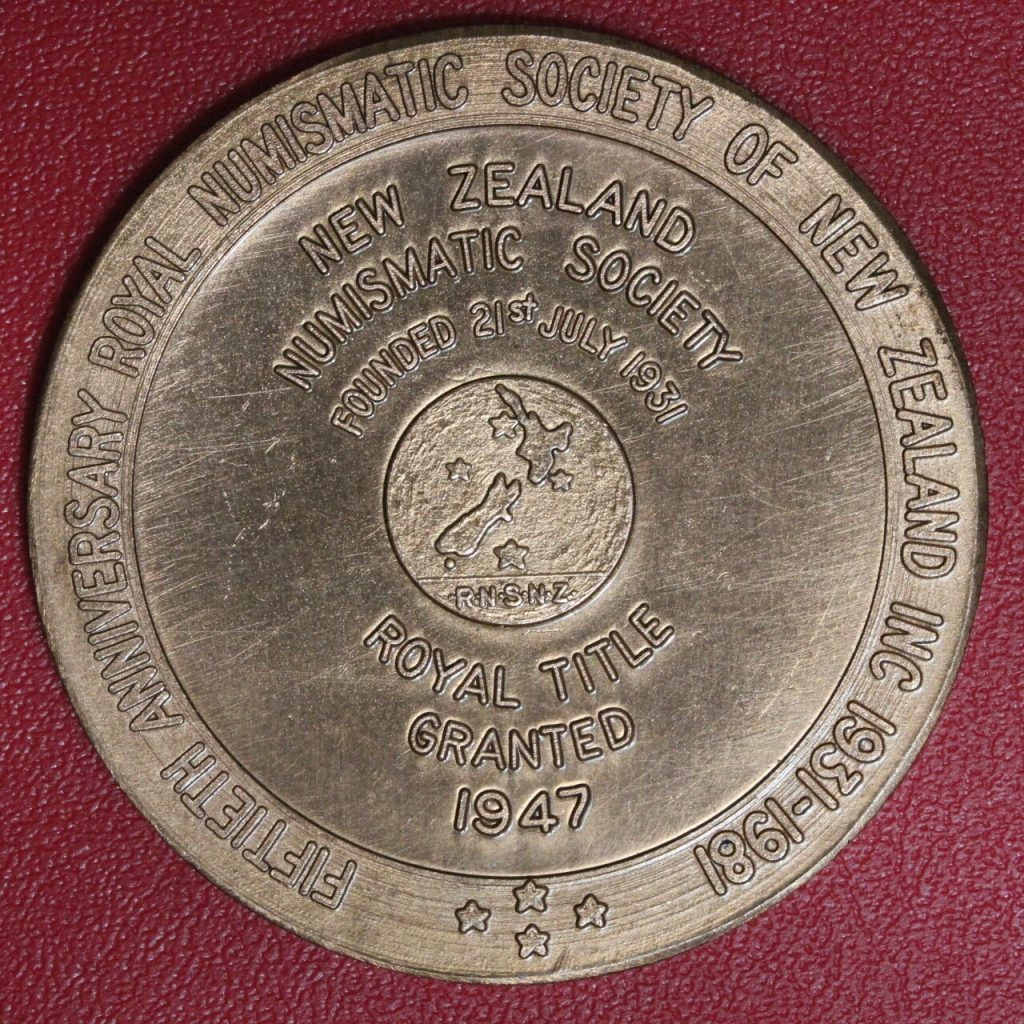 FIFTIETH ANNIVERSARY ROYAL NUMISMATIC SOCIETY OF NEW ZEALAND INC 1931-1981
NEW ZEALAND
NUMISMATIC SOCIETY
FOUNDED 21st JULY 1931
·R·N·S·N·Z·
ROYAL TITLE
GRANTED
1947